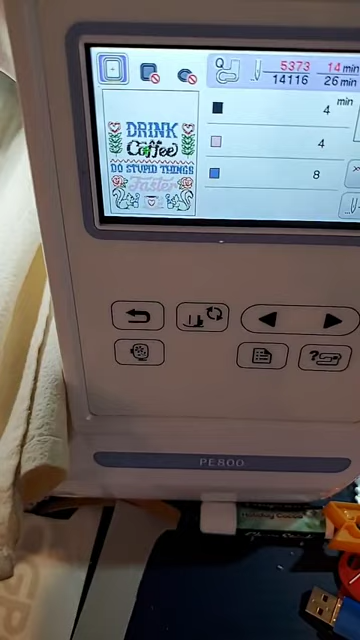 Q
5373 14 min
14116 26 min
min
4
4
8
DRINK
Coffee
DO STUPID THINGS
Faster
?
PE800